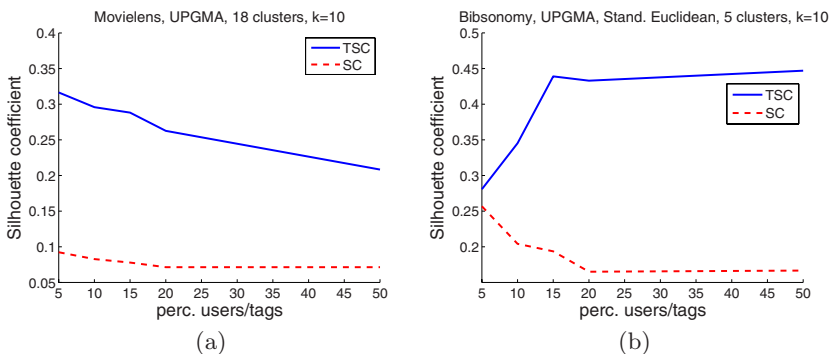 Movielens, UPGMA, 18 clusters, k=10
0.4
0.35
0.3
0.25
0.2
0.15
0.1
0.05
Silhouette coefficient
TSC
SC
5 10 15 20 25 30 35 40 45 50
perc. users/tags
(a)
Bibsonomy, UPGMA, Stand. Euclidean, 5 clusters, k=10
0.5
0.45
0.4
0.35
0.3
0.25
0.2
Silhouette coefficient
TSC
SC
5 10 15 20 25 30 35 40 45 50
perc. users/tags
(b)